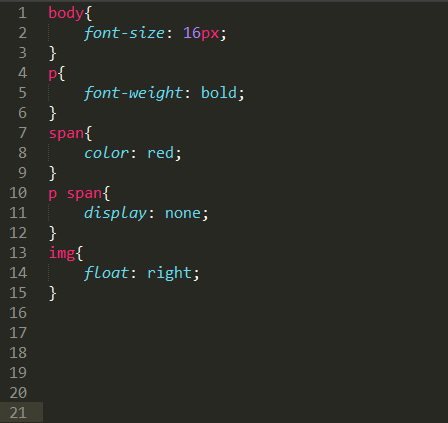 1 body{
2     font-size: 16px;
3 }
4 p{
5     font-weight: bold;
6 }
7 span{
8     color: red;
9 }
10 p span{
11     display: none;
12 }
13 img{
14     float: right;
15 }
16
17
18
19
20
21